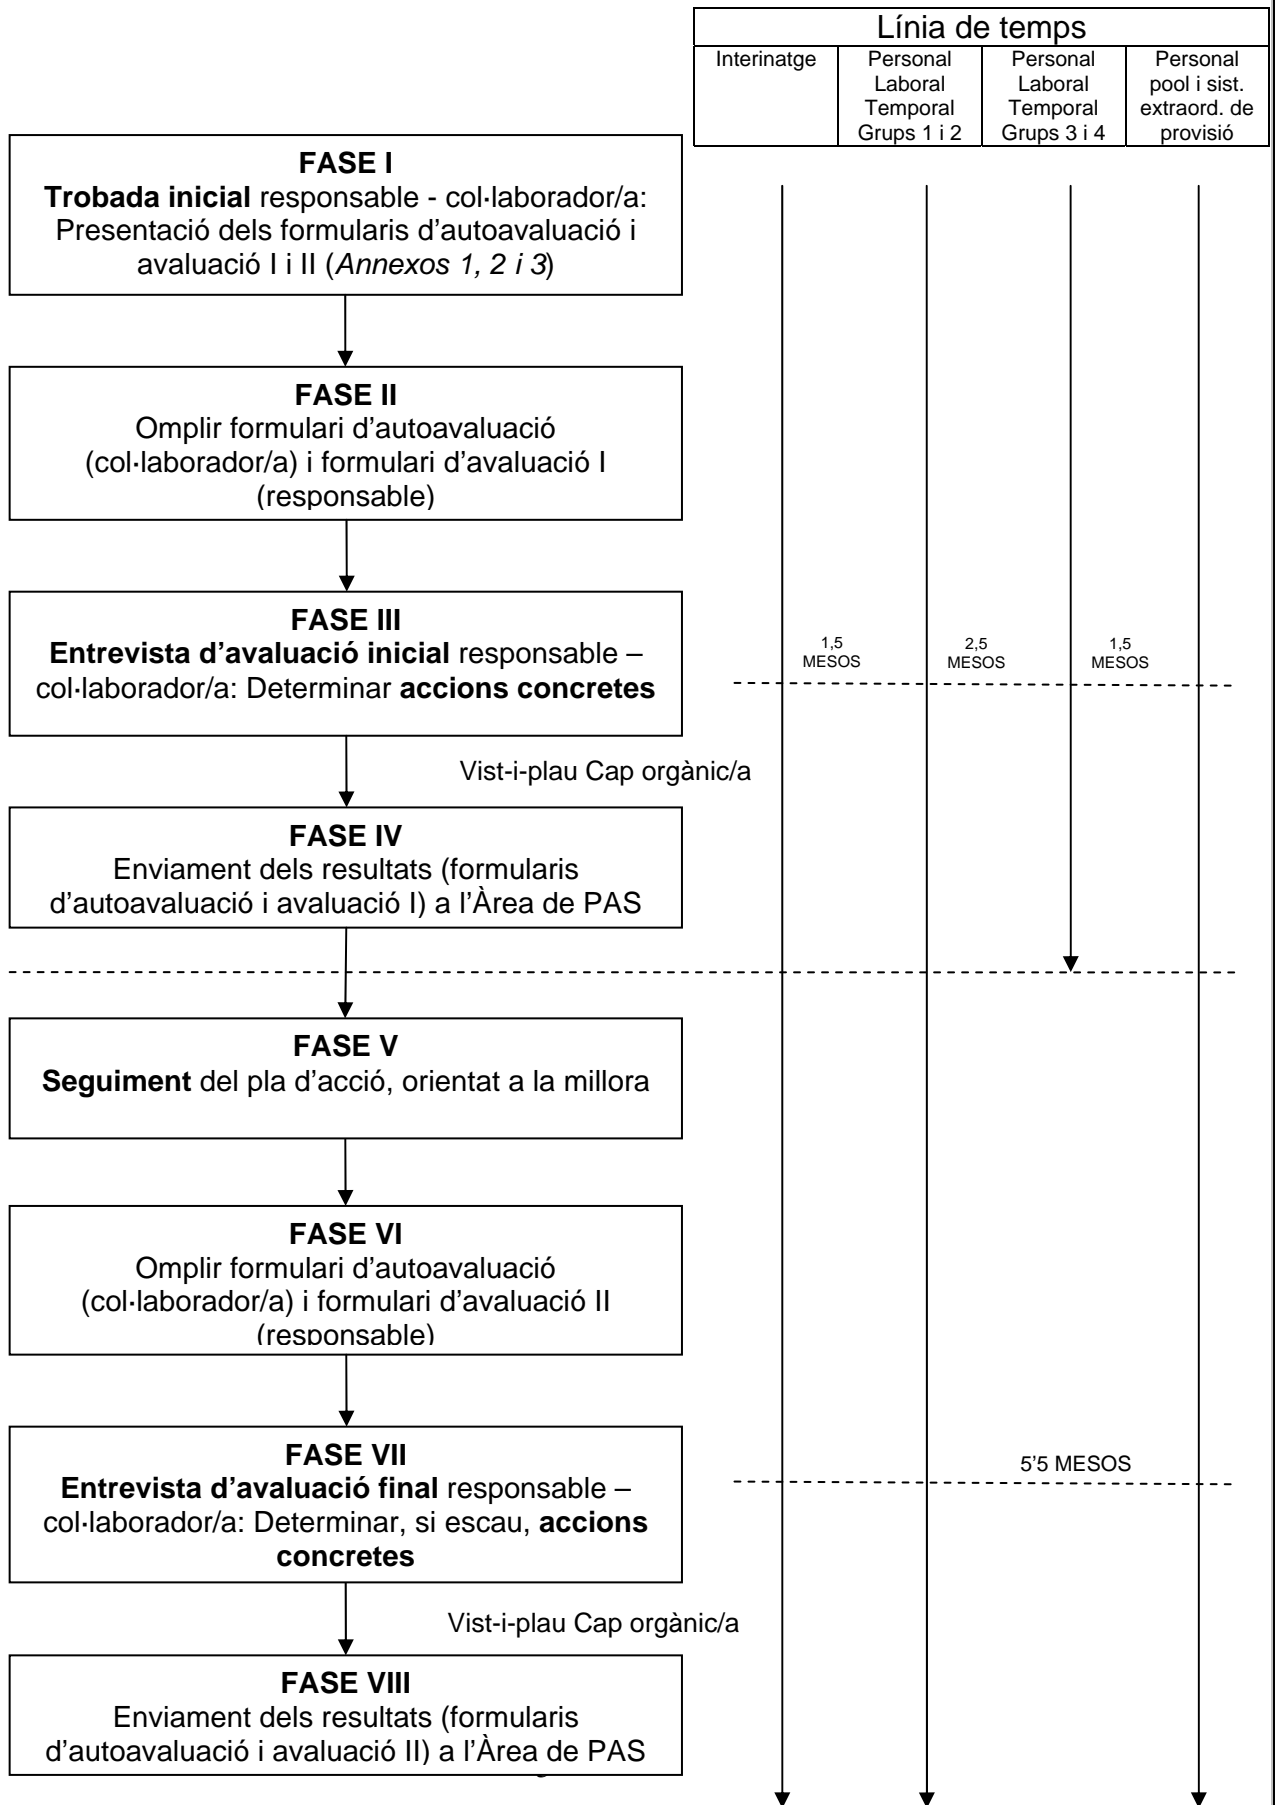 Línia de temps
Interinatge
Personal
Laboral
Temporal
Grups 1 i 2
Personal
Laboral
Temporal
Grups 3 i 4
Personal
pool i sist.
extraord. de
provisió
FASE I
Trobada inicial responsable - col·laborador/a:
Presentació dels formularis d'autoavaluació i
avaluació I i II (Annexos 1, 2 i 3)
FASE II
Omplir formulari d'autoavaluació
(col·laborador/a) i formulari d'avaluació I
(responsable)
FASE III
Entrevista d'avaluació inicial responsable –
col·laborador/a: Determinar accions concretes
1,5
MESOS
2,5
MESOS
1,5
MESOS
Vist-i-plau Cap orgànic/a
FASE IV
Enviament dels resultats (formularis
d'autoavaluació i avaluació I) a l'Àrea de PAS
FASE V
Seguiment del pla d'acció, orientat a la millora
FASE VI
Omplir formulari d'autoavaluació
(col·laborador/a) i formulari d'avaluació II
(responsable)
FASE VII
Entrevista d'avaluació final responsable –
col·laborador/a: Determinar, si escau, accions
concretes
5'5 MESOS
Vist-i-plau Cap orgànic/a
FASE VIII
Enviament dels resultats (formularis
d'autoavaluació i avaluació II) a l'Àrea de PAS